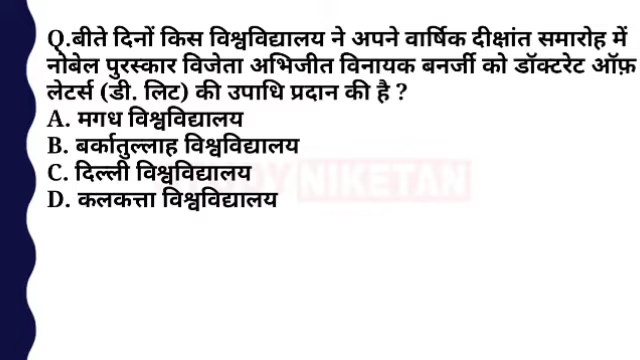 Q.बीते दिनों किस विश्वविद्यालय ने अपने वार्षिक दीक्षांत समारोह में
नोबेल पुरस्कार विजेता अभिजीत विनायक बनर्जी को डॉक्टरेट ऑफ़
लेटर्स (डी. लिट) की उपाधि प्रदान की है ?
A. मगध विश्वविद्यालय
B. बर्कातुल्लाह विश्वविद्यालय
C. दिल्ली विश्वविद्यालय
NIKETAN
D. कलकत्ता विश्वविद्यालय